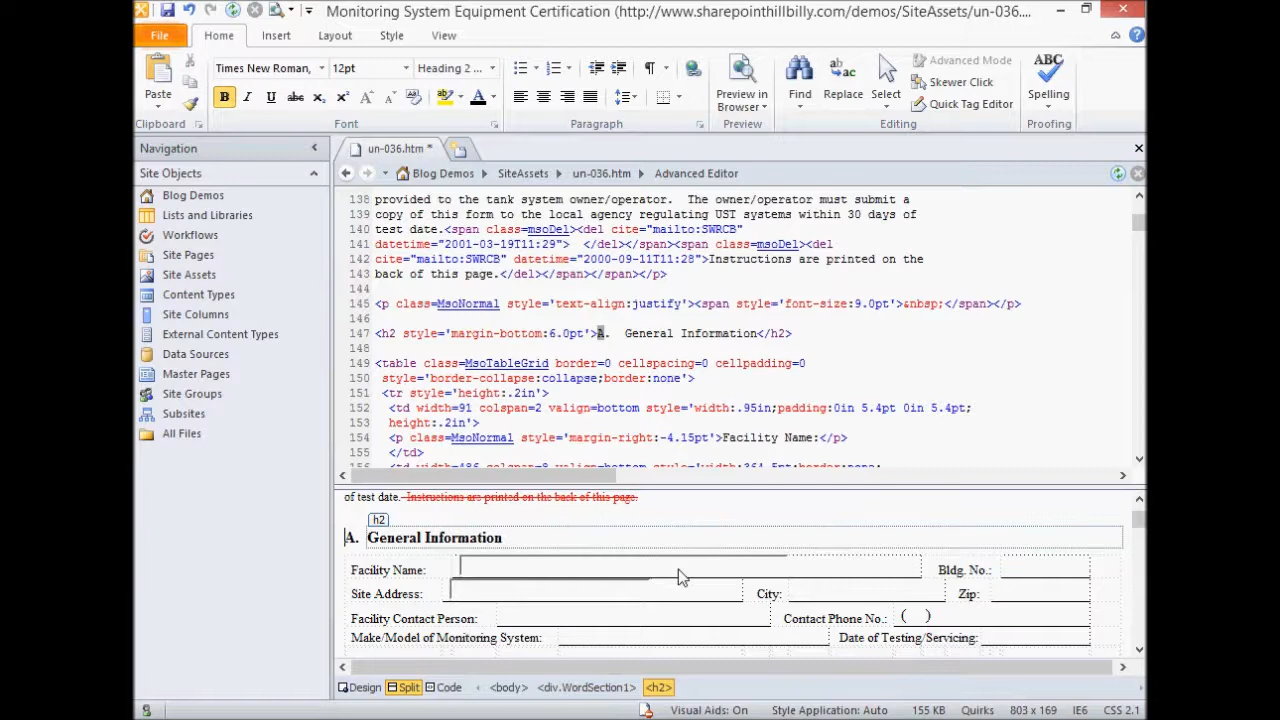 Monitoring System Equipment Certification (http://www.sharepointhillbilly.com/demos/SiteAssets/un-036....
File Home Insert Layout Style View
Times New Roman, 12pt Heading 2 ...
Paste
B I U abc x₂ x² A A
Clipboard Font Paragraph
Preview in Browser
Preview
Find
ab ac
Replace
Select
Advanced Mode
Skewer Click
Quick Tag Editor
Editing
ABC
Spelling
Proofing
Navigation
Site Objects
Blog Demos
Lists and Libraries
Workflows
Site Pages
Site Assets
Content Types
Site Columns
External Content Types
Data Sources
Master Pages
Site Groups
Subsites
All Files
un-036.htm *
Blog Demos SiteAssets un-036.htm Advanced Editor
138 provided to the tank system owner/operator.  The owner/operator must submit a
139 copy of this form to the local agency regulating UST systems within 30 days of
140 test date.<span class=msoDel><del cite="mailto:SWRCB"
141 datetime="2001-03-19T11:29">  </del></span><span class=msoDel><del
142 cite="mailto:SWRCB" datetime="2000-09-11T11:28">Instructions are printed on the
143 back of this page.</del></span></span></p>
144
145 <p class=MsoNormal style='text-align:justify'><span style='font-size:9.0pt'>&nbsp;</span></p>
146
147 <h2 style='margin-bottom:6.0pt'>A.  General Information</h2>
148
149 <table class=MsoTableGrid border=0 cellspacing=0 cellpadding=0
150  style='border-collapse:collapse;border:none'>
151  <tr style='height:.2in'>
152   <td width=91 colspan=2 valign=bottom style='width:.95in;padding:0in 5.4pt 0in 5.4pt;
153   height:.2in'>
154   <p class=MsoNormal style='margin-right:-4.15pt'>Facility Name:</p>
155   </td>
of test date. Instructions are printed on the back of this page.
h2
A. General Information
Facility Name: Bldg. No.:
Site Address: City: Zip:
Facility Contact Person: Contact Phone No.: ( )
Make/Model of Monitoring System: Date of Testing/Servicing:
Design Split Code <body> <div.WordSection1> <h2>
Visual Aids: On Style Application: Auto 155 KB Quirks 803 x 169 IE6 CSS 2.1